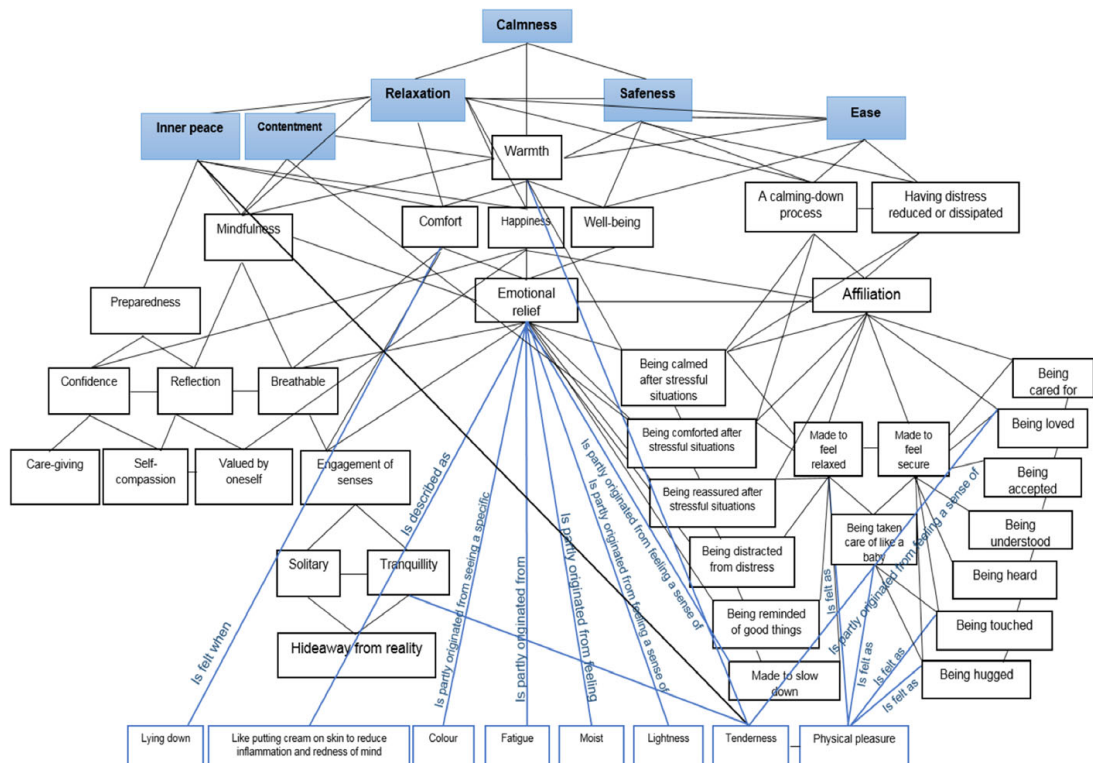 Calmness
Relaxation
Safeness
Inner peace
Contentment
Ease
Warmth
A calming-down
process
Having distress
reduced or dissipated
Mindfulness
Comfort
Happiness
Well-being
Preparedness
Emotional
relief
Affiliation
Confidence
Reflection
Breathable
Being calmed
after stressful
situations
Being
cared for
Being loved
Care-giving
Self-
compassion
Valued by
oneself
Engagement of
senses
Being comforted after
stressful situations
Made to
feel
relaxed
Made to
feel
secure
Being
accepted
Being reassured after
stressful situations
Being
understood
Being taken
care of like a
baby
Solitary
Tranquillity
Being distracted
from distress
Being heard
Being reminded
of good things
Being touched
Hideaway from reality
Made to slow
down
Being hugged
Is felt when
Is described as
Is partly originated from seeing a specific
Is partly originated from
Is partly originated from feeling
Is partly originated from feeling a sense of
Is partly originated from feeling a sense of
Is felt as
Is felt as
Is felt as
Is felt as
Is partly originated from feeling a sense of
Lying down
Like putting cream on skin to reduce
inflammation and redness of mind
Colour
Fatigue
Moist
Lightness
Tenderness
Physical pleasure